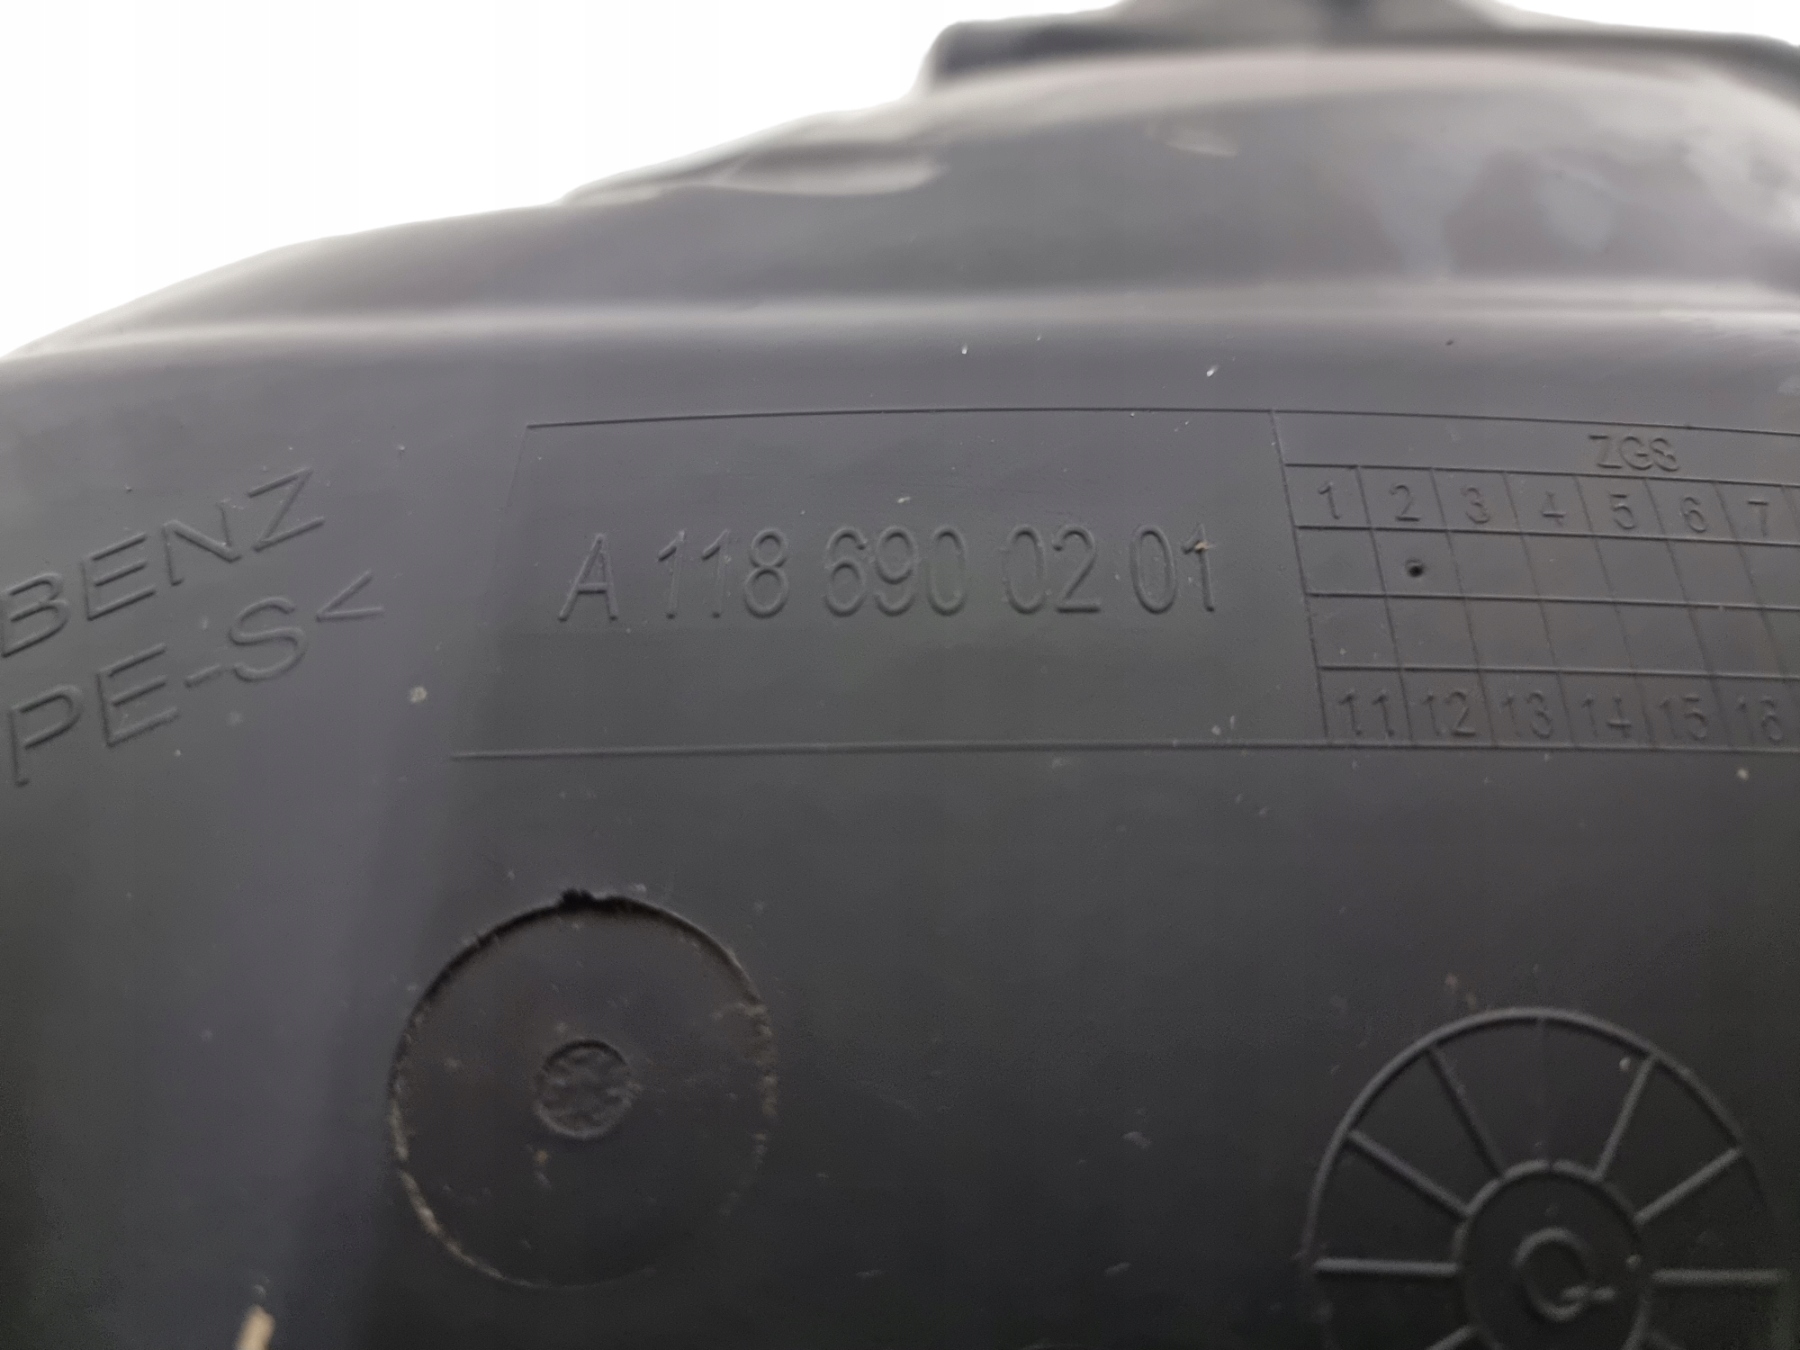 BENZ
PE-S<
A 118 690 02 01
ZGS
1 2 3 4 5 6 7
11 12 13 14 15 16